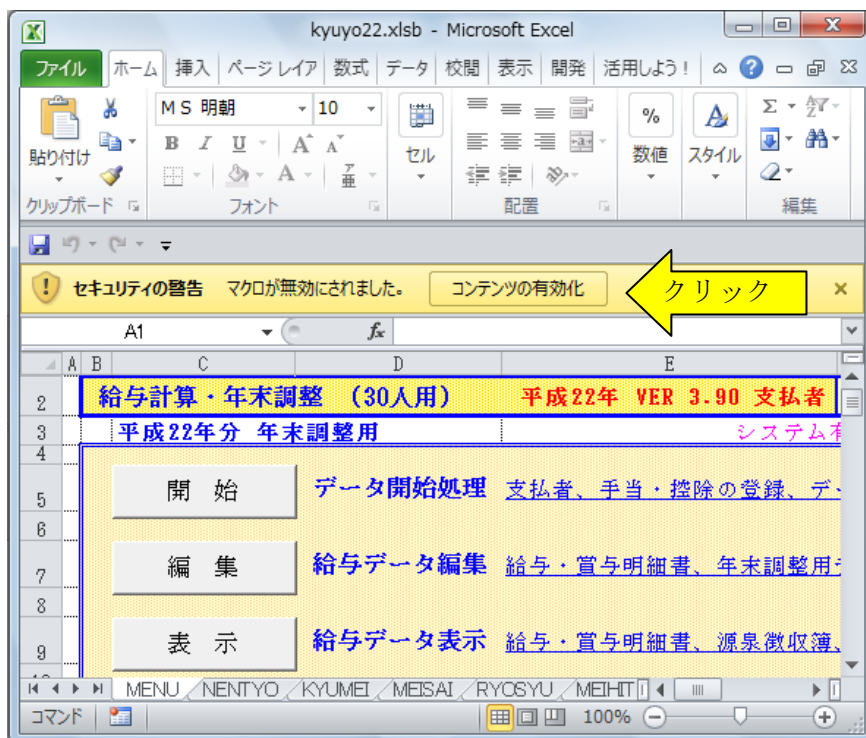 kyuyo22.xlsb - Microsoft Excel
ファイル ホーム 挿入 ページ レイア 数式 データ 校閲 表示 開発 活用しよう!
ＭＳ 明朝 10
B I U A A
貼り付け セル % 数値 スタイル
クリップボード フォント 配置 編集
セキュリティの警告 マクロが無効にされました。 コンテンツの有効化 クリック
A1 fx
A B C D E
2 給与計算・年末調整 (30人用) 平成22年 VER 3.90 支払者
3 平成22年分 年末調整用 システム有
4
5 開 始 データ開始処理 支払者、手当・控除の登録、デー
6
7 編 集 給与データ編集 給与・賞与明細書、年末調整用
8
9 表 示 給与データ表示 給与・賞与明細書、源泉徴収簿、
MENU NENTYO KYUMEI MEISAI RYOSYU MEIHIT
コマンド 100%